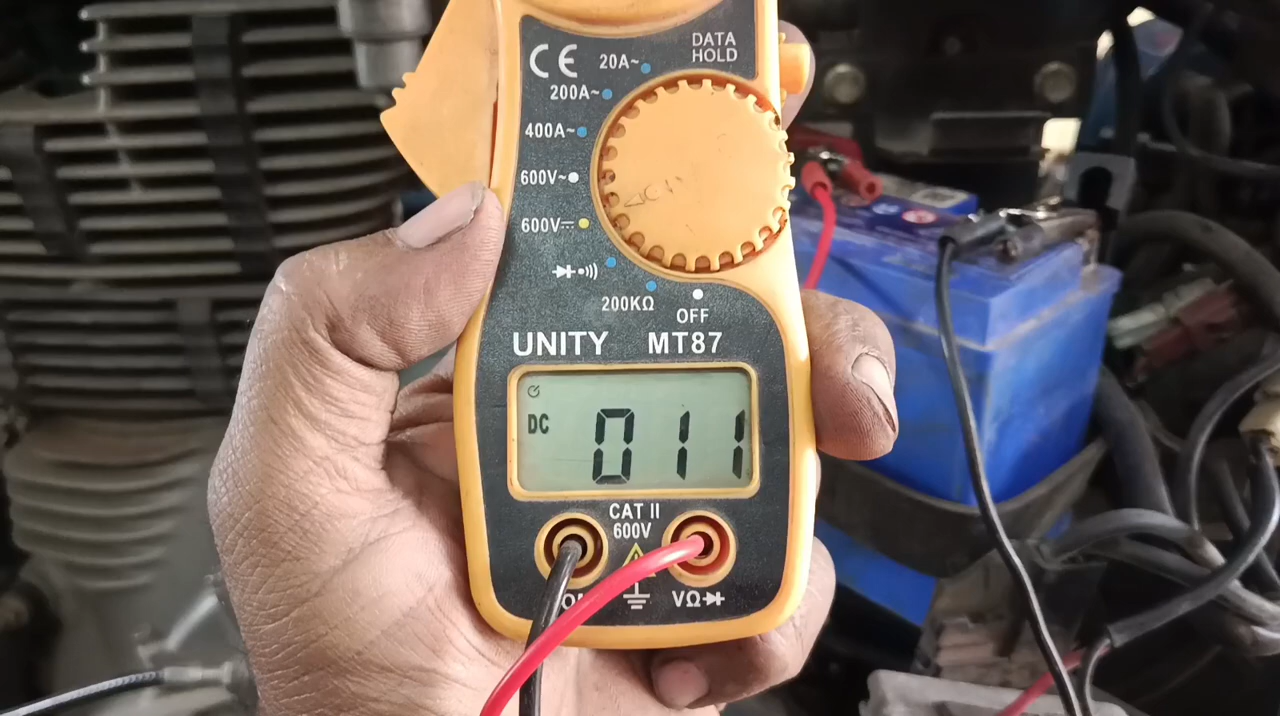 CE 20A~ DATA
HOLD
200A~
400A~
600V~
600V⎓
200KΩ
OFF
UNITY MT87
DC 011
CAT II
600V
VΩ